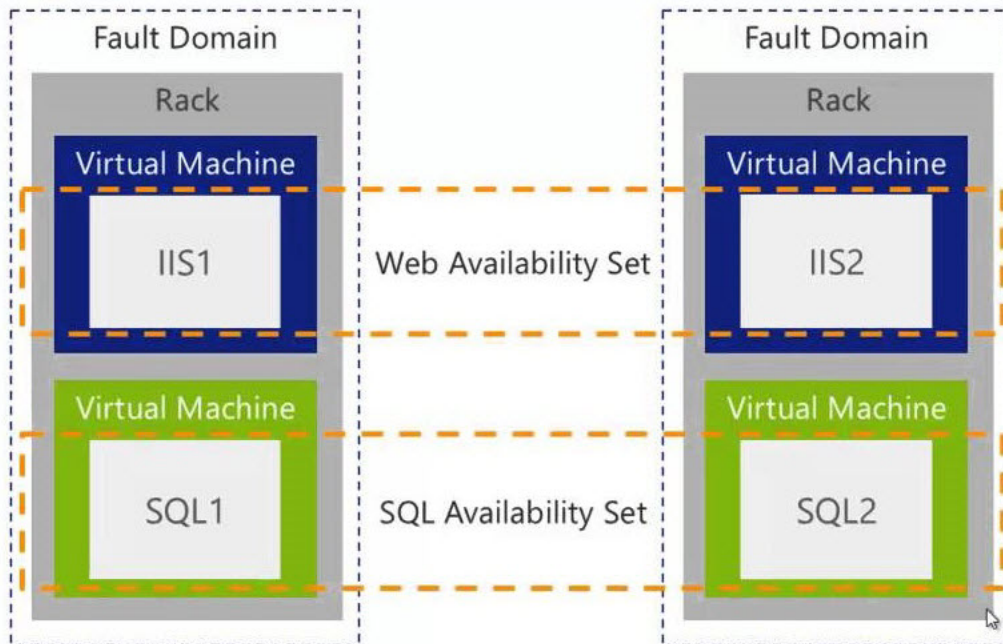 Fault Domain
Rack
Virtual Machine
IIS1
Virtual Machine
SQL1
Web Availability Set
SQL Availability Set
Fault Domain
Rack
Virtual Machine
IIS2
Virtual Machine
SQL2